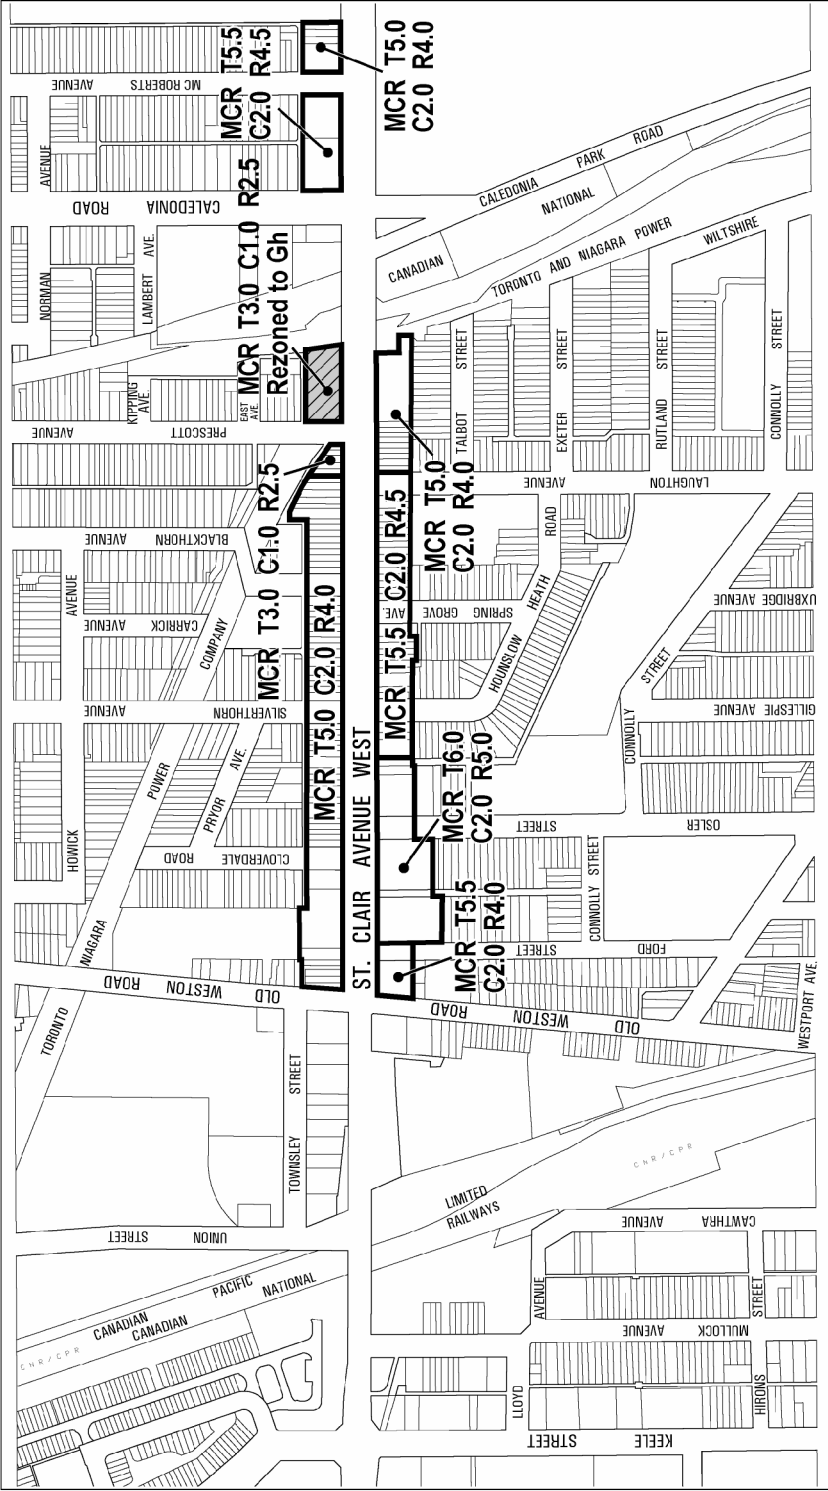 MCR T5.5
C2.0 R4.5
MCR T5.0
C2.0 R4.0
MCR T3.0 C1.0 R2.5
Rezoned to Gh
MCR T3.0 C1.0 R2.5
MCR T5.0 C2.0 R4.0
MCR T5.0
C2.0 R4.0
MCR T5.5 C2.0 R4.5
MCR T6.0
C2.0 R5.0
MCR T5.5
C2.0 R4.0
ST. CLAIR AVENUE WEST
MC ROBERTS AVENUE
AVENUE
NORMAN
CALEDONIA ROAD
LAMBERT AVE.
KIPPING
AVE.
EAST
AVE.
PRESCOTT AVENUE
BLACKTHORN AVENUE
AVENUE
HOWICK
CARRICK AVENUE
SILVERTHORN AVENUE
PRYOR AVE.
CLOVERDALE ROAD
TORONTO NIAGARA POWER COMPANY
OLD WESTON ROAD
TOWNSLEY STREET
UNION STREET
CANADIAN PACIFIC
CANADIAN NATIONAL
CNR/CPR
CALEDONIA PARK ROAD
CANADIAN NATIONAL
TORONTO AND NIAGARA POWER
WILTSHIRE
TALBOT STREET
EXETER STREET
RUTLAND STREET
CONNOLLY STREET
LAUGHTON AVENUE
HOUNSLOW HEATH ROAD
SPRING GROVE AVE.
UXBRIDGE AVENUE
GILLESPIE AVENUE
CONNOLLY STREET
OSLER STREET
CONNOLLY STREET
FORD STREET
OLD WESTON ROAD
WESTPORT AVE.
CNR/CPR
LIMITED
RAILWAYS
CAWTHRA AVENUE
MULLOCK AVENUE
LLOYD AVENUE
HIRONS STREET
KEELE STREET